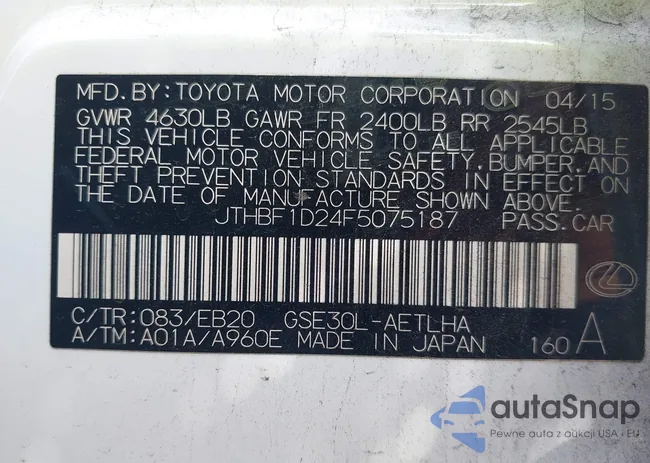 MFD. BY: TOYOTA MOTOR CORPORATION 04/15
GVWR 4630LB GAWR FR 2400LB RR 2545LB
THIS VEHICLE CONFORMS TO ALL APPLICABLE
FEDERAL MOTOR VEHICLE SAFETY, BUMPER, AND
THEFT PREVENTION STANDARDS IN EFFECT ON
THE DATE OF MANUFACTURE SHOWN ABOVE.
JTHBF1D24F5075187 PASS. CAR
C/TR: 083/EB20 GSE30L-AETLHA
A/TM: A01A/A960E MADE IN JAPAN 160 A
autaSnap
Pewne auta z aukcji USA i EU